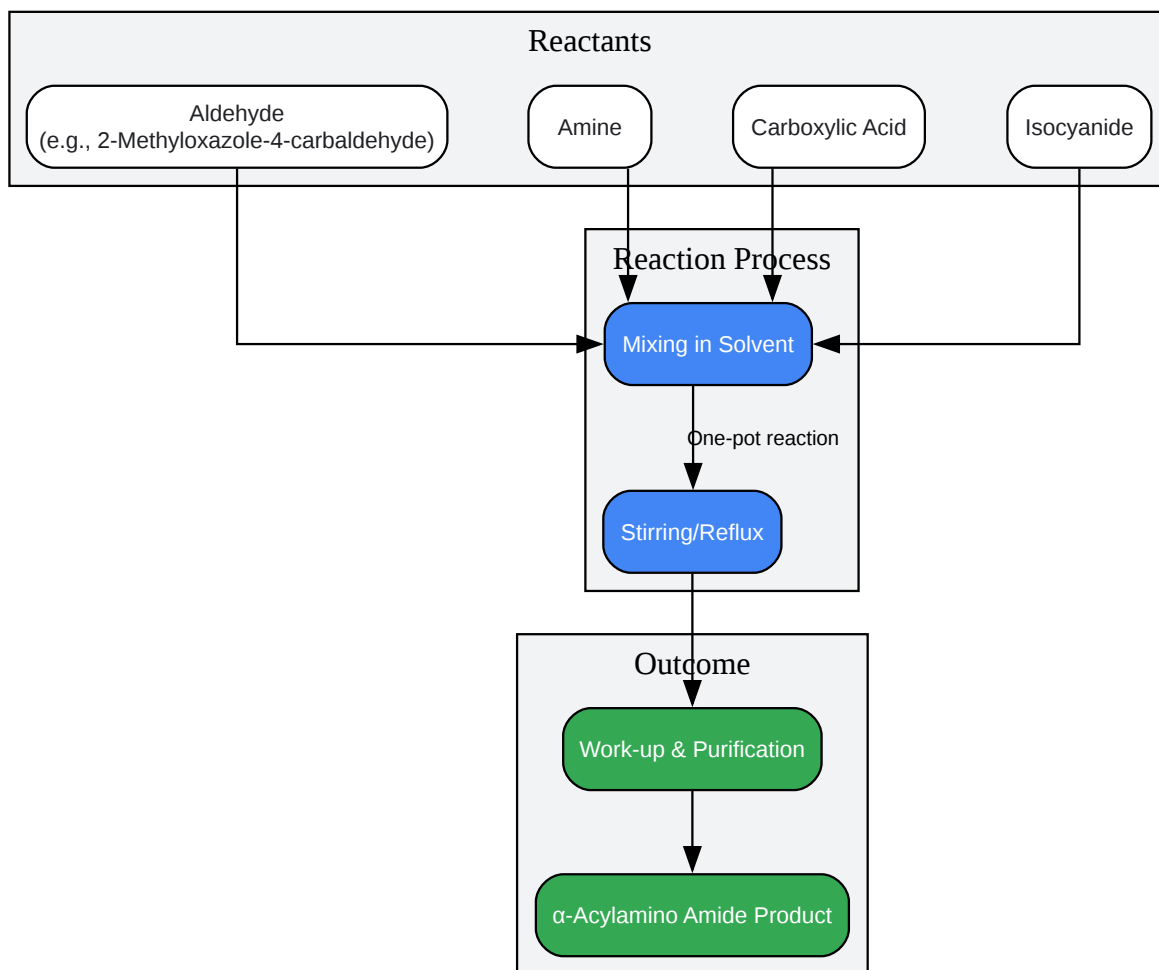 Reactants
Aldehyde
(e.g., 2-Methyloxazole-4-carbaldehyde)
Amine
Carboxylic Acid
Isocyanide
Reaction Process
Mixing in Solvent
One-pot reaction
Stirring/Reflux
Outcome
Work-up & Purification
α-Acylamino Amide Product